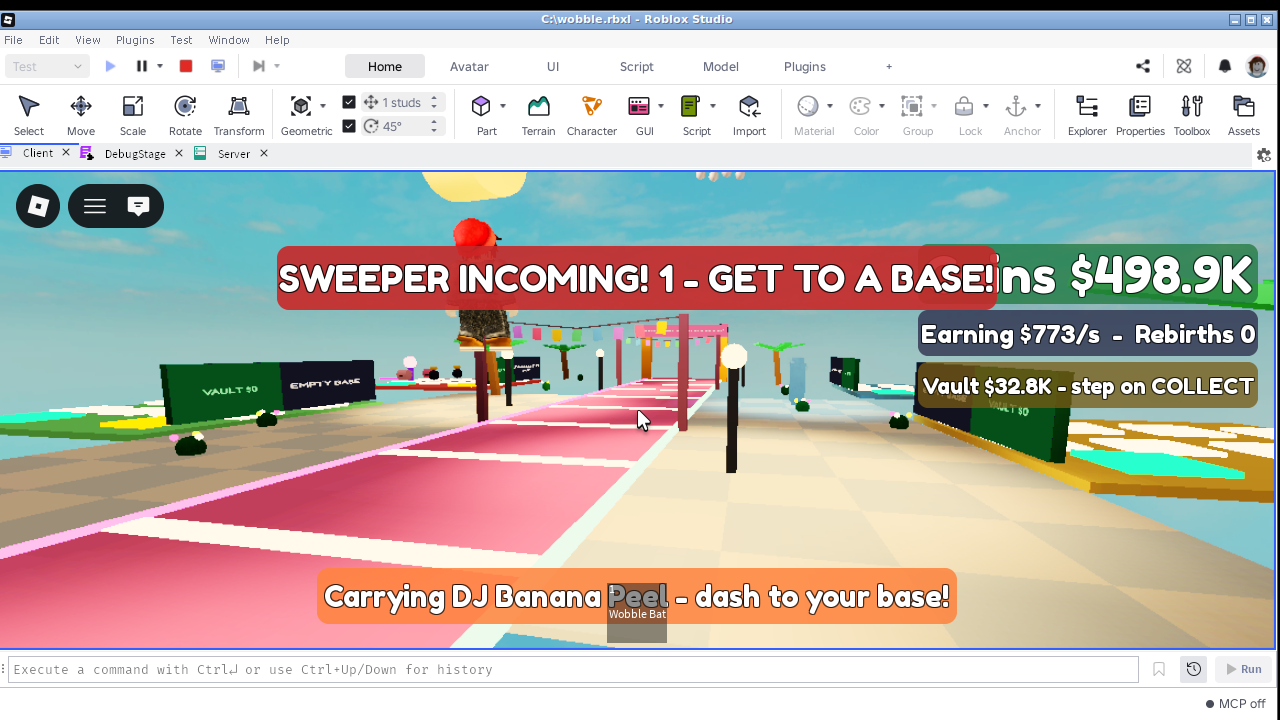 C:\wobble.rbxl - Roblox Studio
File Edit View Plugins Test Window Help
Test
Home Avatar UI Script Model Plugins +
1 studs
45°
Select Move Scale Rotate Transform Geometric Part Terrain Character GUI Script Import Material Color Group Lock Anchor Explorer Properties Toolbox Assets
Client DebugStage Server
SWEEPER INCOMING! 1 - GET TO A BASE!
ins $498.9K
Earning $773/s - Rebirths 0
Vault $32.8K - step on COLLECT
VAULT $0
EMPTY BASE
VAULT $0
Carrying DJ Banana Peel - dash to your base!
1
Wobble Bat
Execute a command with Ctrl↵ or use Ctrl+Up/Down for history
Run
MCP off